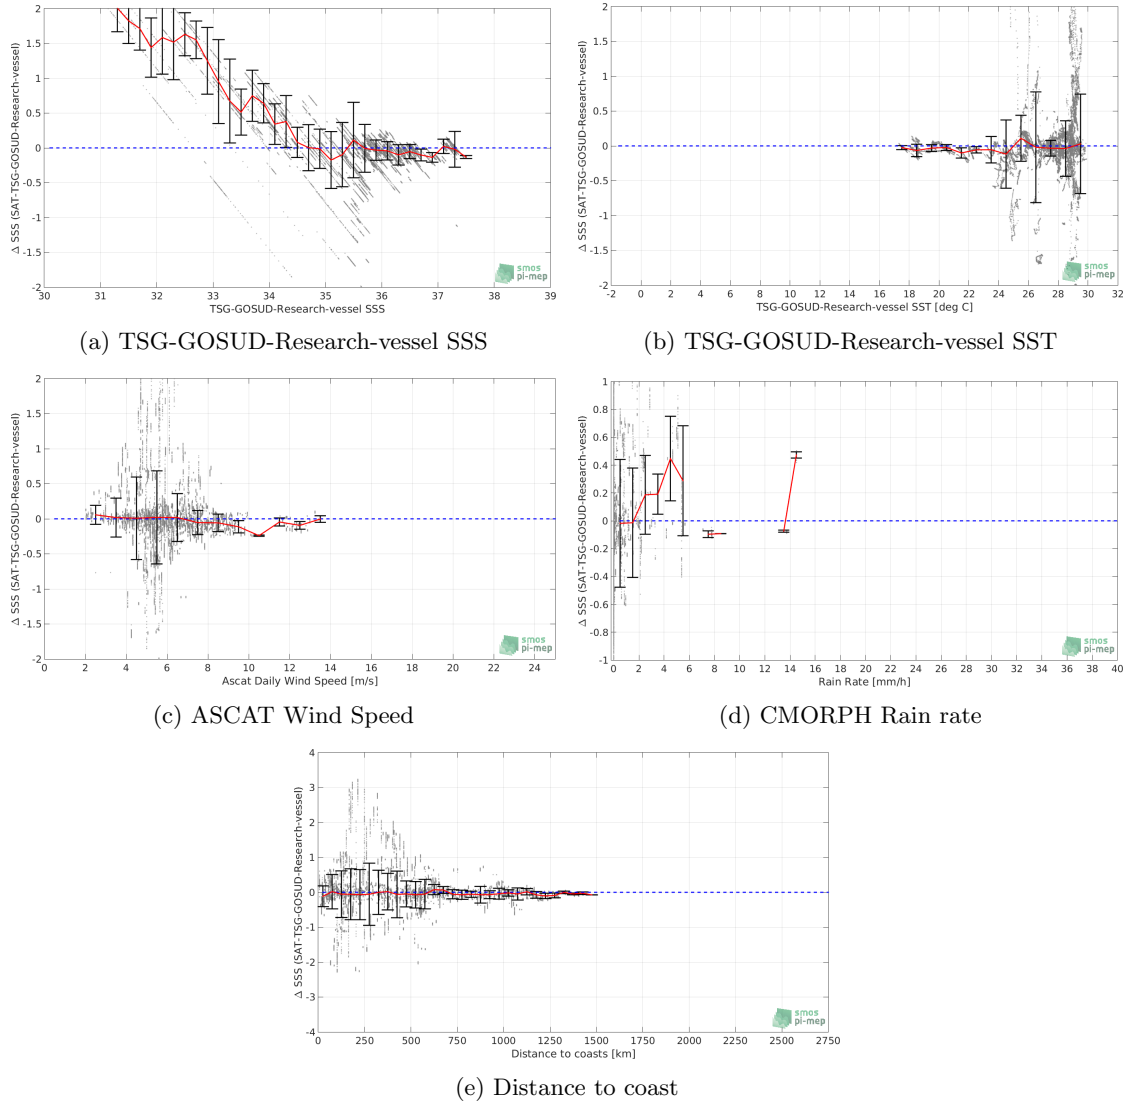 Δ SSS (SAT-TSG-GOSUD-Research-vessel)
2
1.5
1
0.5
0
-0.5
-1
-1.5
-2
30 31 32 33 34 35 36 37 38 39
TSG-GOSUD-Research-vessel SSS
smos
pi-mep
(a) TSG-GOSUD-Research-vessel SSS
Δ SSS (SAT-TSG-GOSUD-Research-vessel)
2
1.5
1
0.5
0
-0.5
-1
-1.5
-2
-2 0 2 4 6 8 10 12 14 16 18 20 22 24 26 28 30 32
TSG-GOSUD-Research-vessel SST [deg C]
smos
pi-mep
(b) TSG-GOSUD-Research-vessel SST
Δ SSS (SAT-TSG-GOSUD-Research-vessel)
2
1.5
1
0.5
0
-0.5
-1
-1.5
-2
0 2 4 6 8 10 12 14 16 18 20 22 24
Ascat Daily Wind Speed [m/s]
smos
pi-mep
(c) ASCAT Wind Speed
Δ SSS (SAT-TSG-GOSUD-Research-vessel)
1
0.8
0.6
0.4
0.2
0
-0.2
-0.4
-0.6
-0.8
-1
0 2 4 6 8 10 12 14 16 18 20 22 24 26 28 30 32 34 36 38 40
Rain Rate [mm/h]
smos
pi-mep
(d) CMORPH Rain rate
Δ SSS (SAT-TSG-GOSUD-Research-vessel)
4
3
2
1
0
-1
-2
-3
-4
0 250 500 750 1000 1250 1500 1750 2000 2250 2500 2750
Distance to coasts [km]
smos
pi-mep
(e) Distance to coast